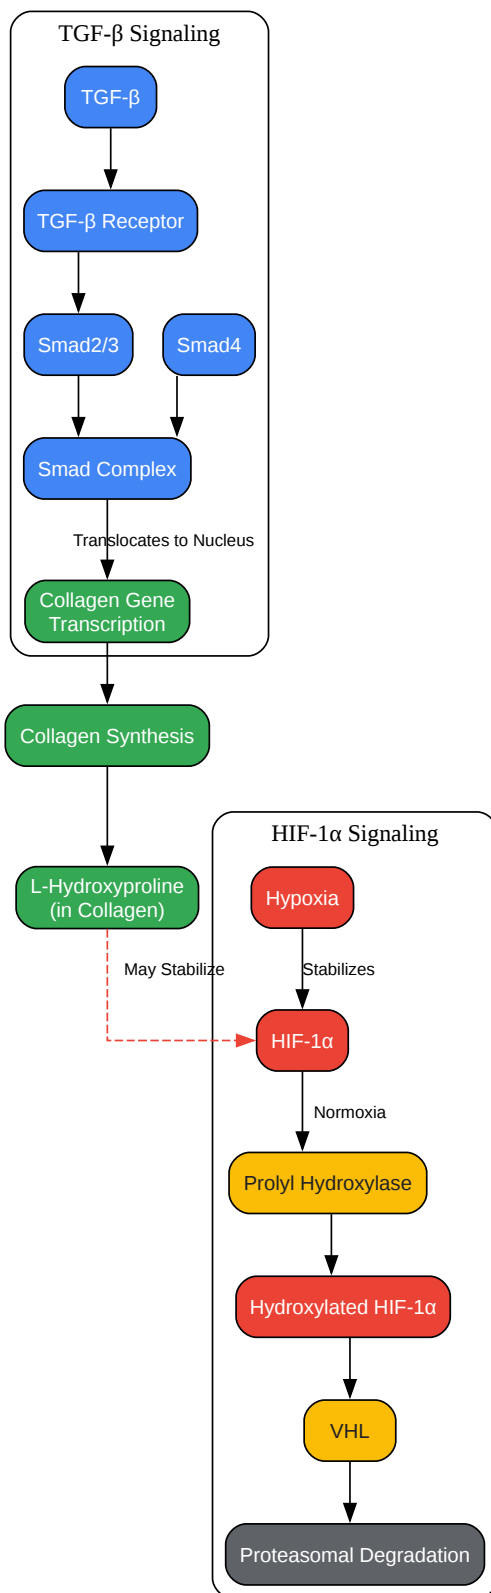 TGF-β Signaling
TGF-β
TGF-β Receptor
Smad2/3
Smad4
Smad Complex
Translocates to Nucleus
Collagen Gene
Transcription
Collagen Synthesis
L-Hydroxyproline
(in Collagen)
May Stabilize
HIF-1α Signaling
Hypoxia
Stabilizes
HIF-1α
Normoxia
Prolyl Hydroxylase
Hydroxylated HIF-1α
VHL
Proteasomal Degradation